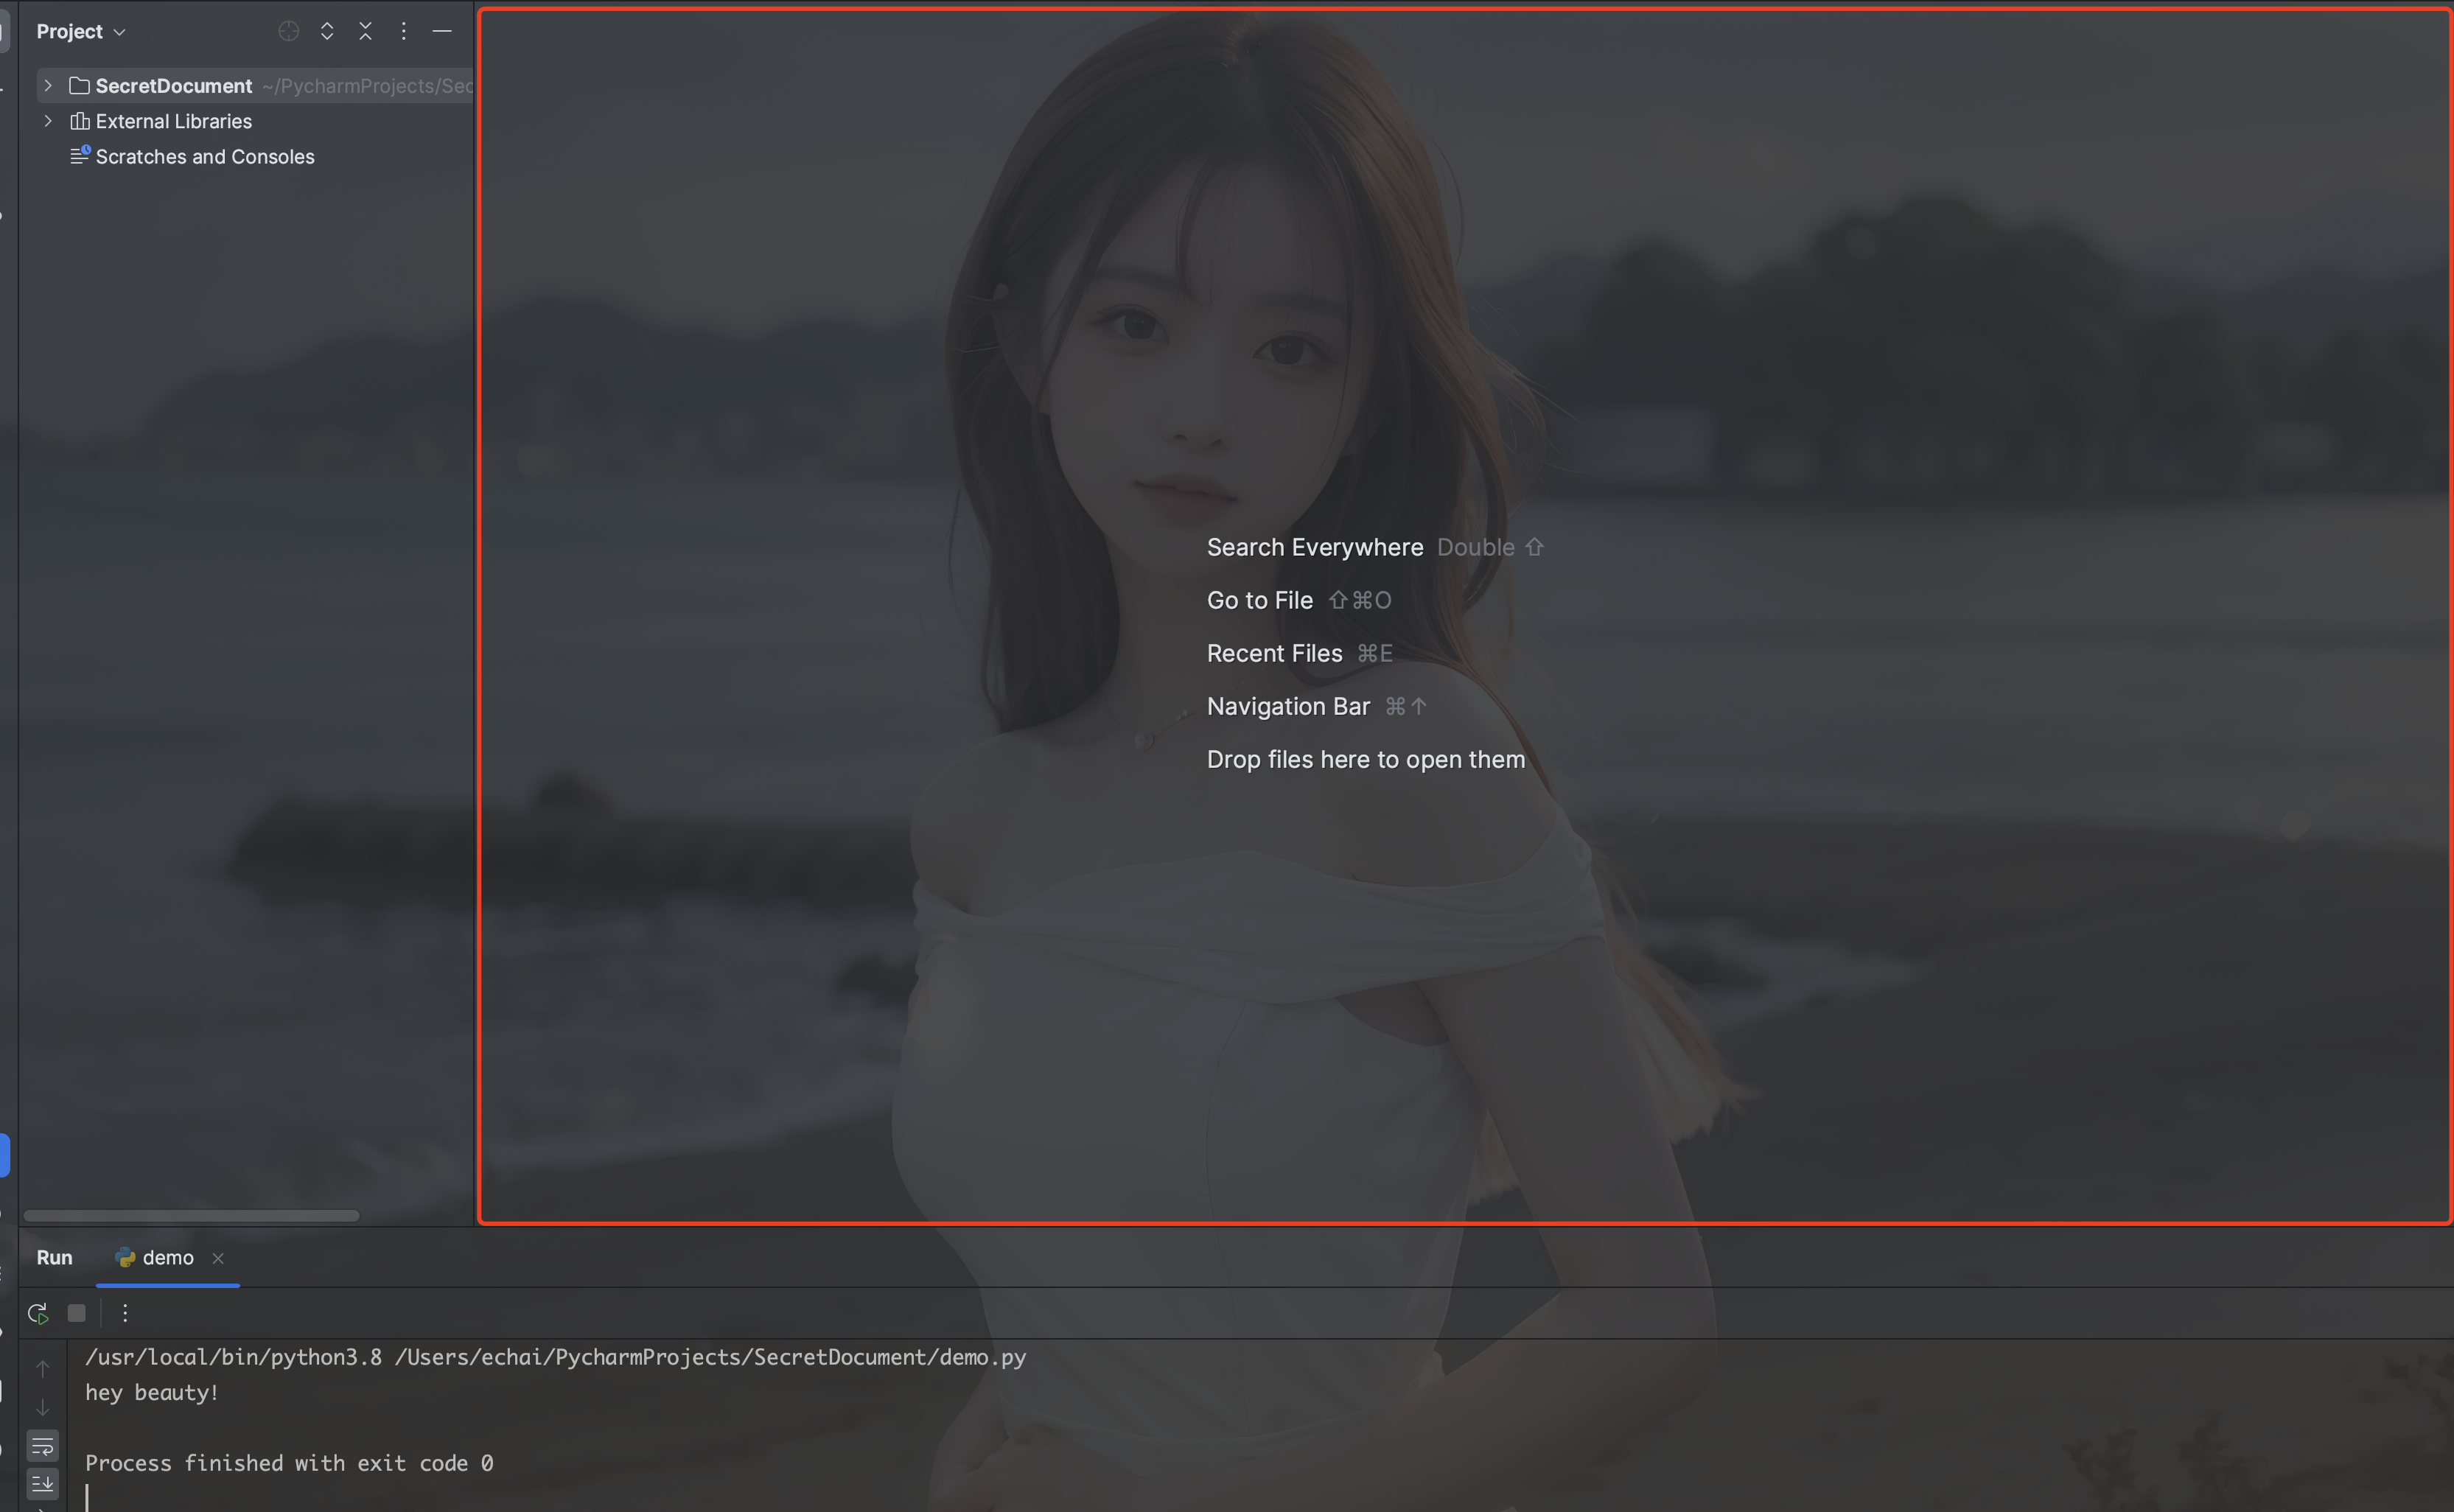 Project
SecretDocument ~/PycharmProjects/Sec
External Libraries
Scratches and Consoles
Search Everywhere Double ⇧
Go to File ⇧⌘O
Recent Files ⌘E
Navigation Bar ⌘↑
Drop files here to open them
Run demo
/usr/local/bin/python3.8 /Users/echai/PycharmProjects/SecretDocument/demo.py
hey beauty!
Process finished with exit code 0